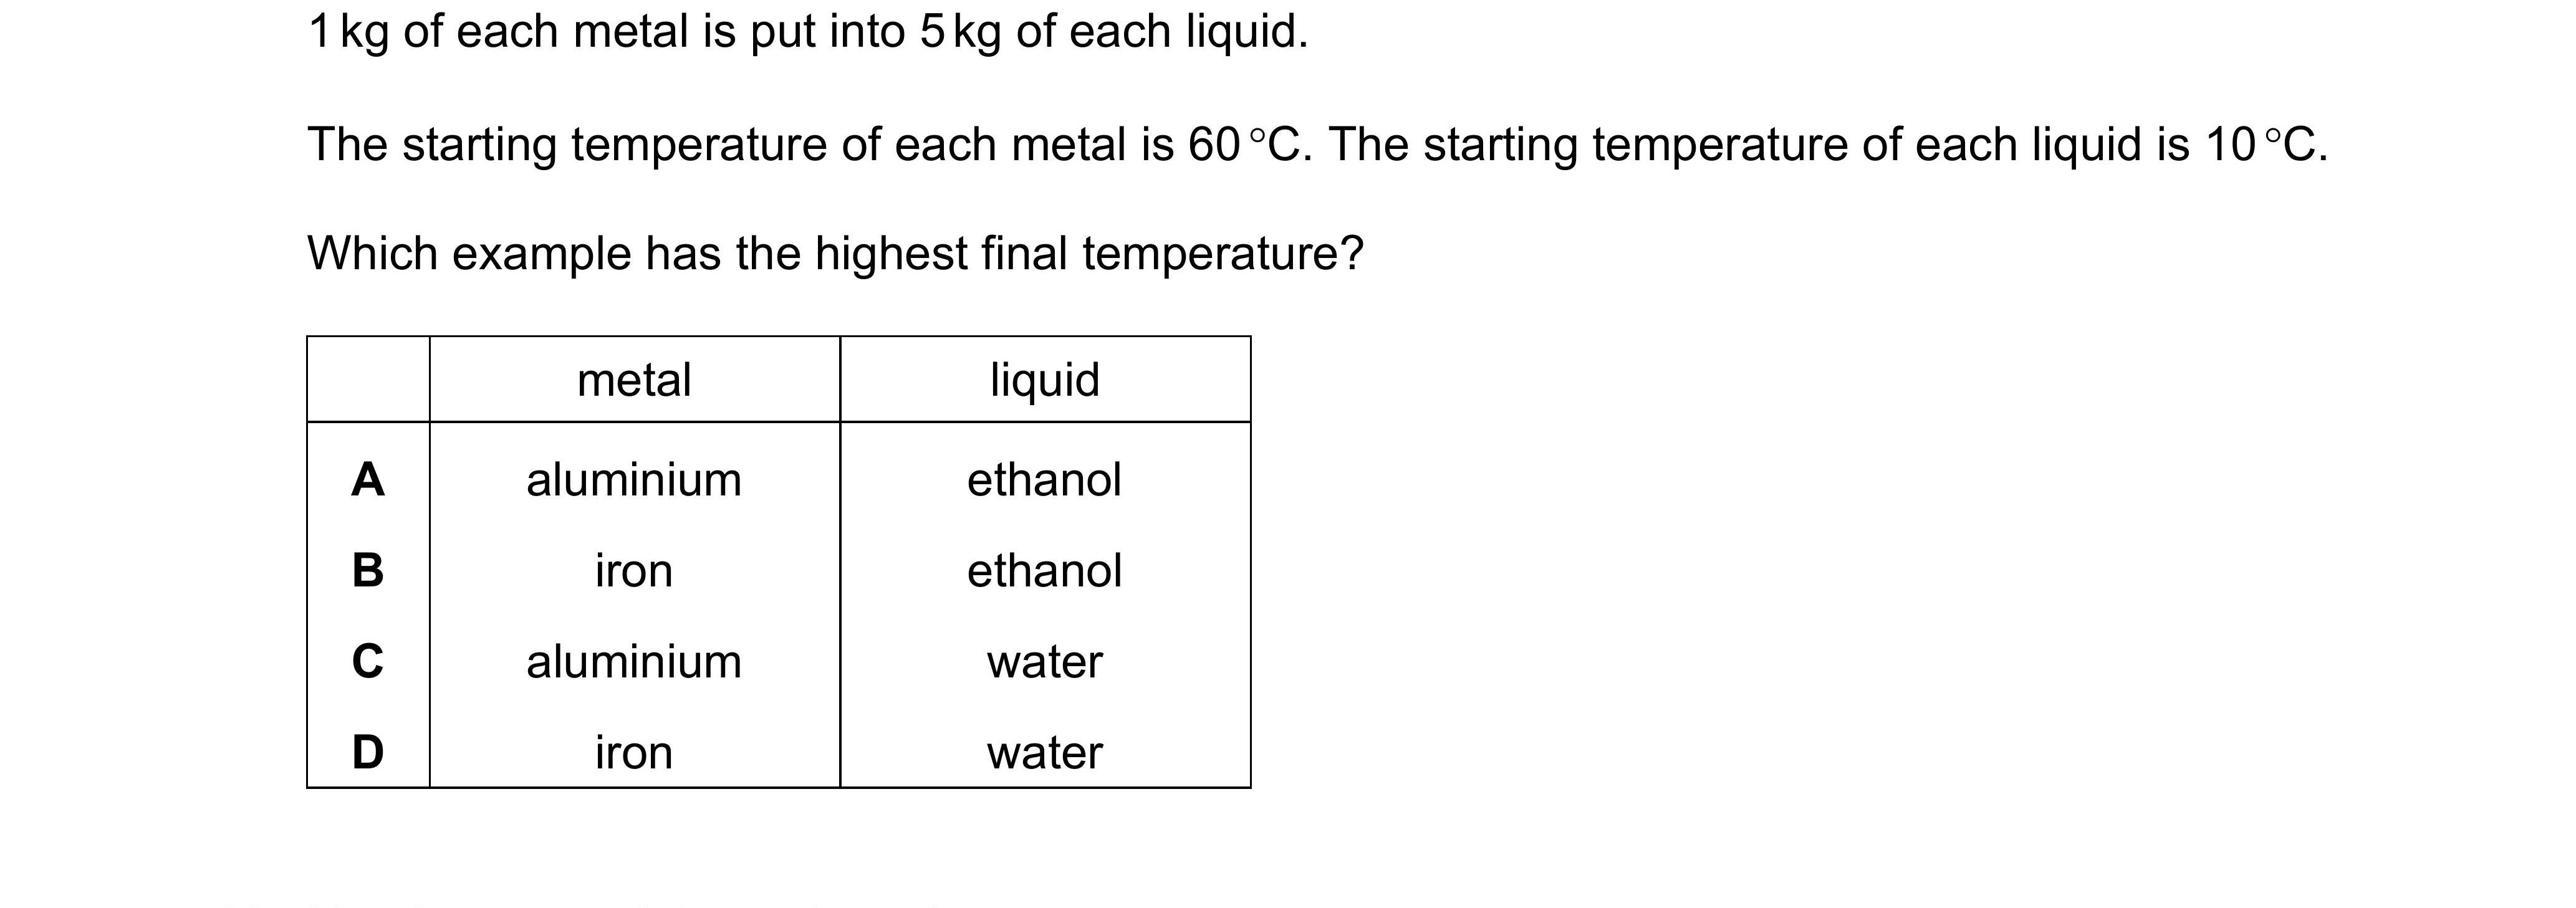 1 kg of each metal is put into 5 kg of each liquid.
The starting temperature of each metal is 60 °C. The starting temperature of each liquid is 10 °C.
Which example has the highest final temperature?
metal liquid
A aluminium ethanol
B iron ethanol
C aluminium water
D iron water